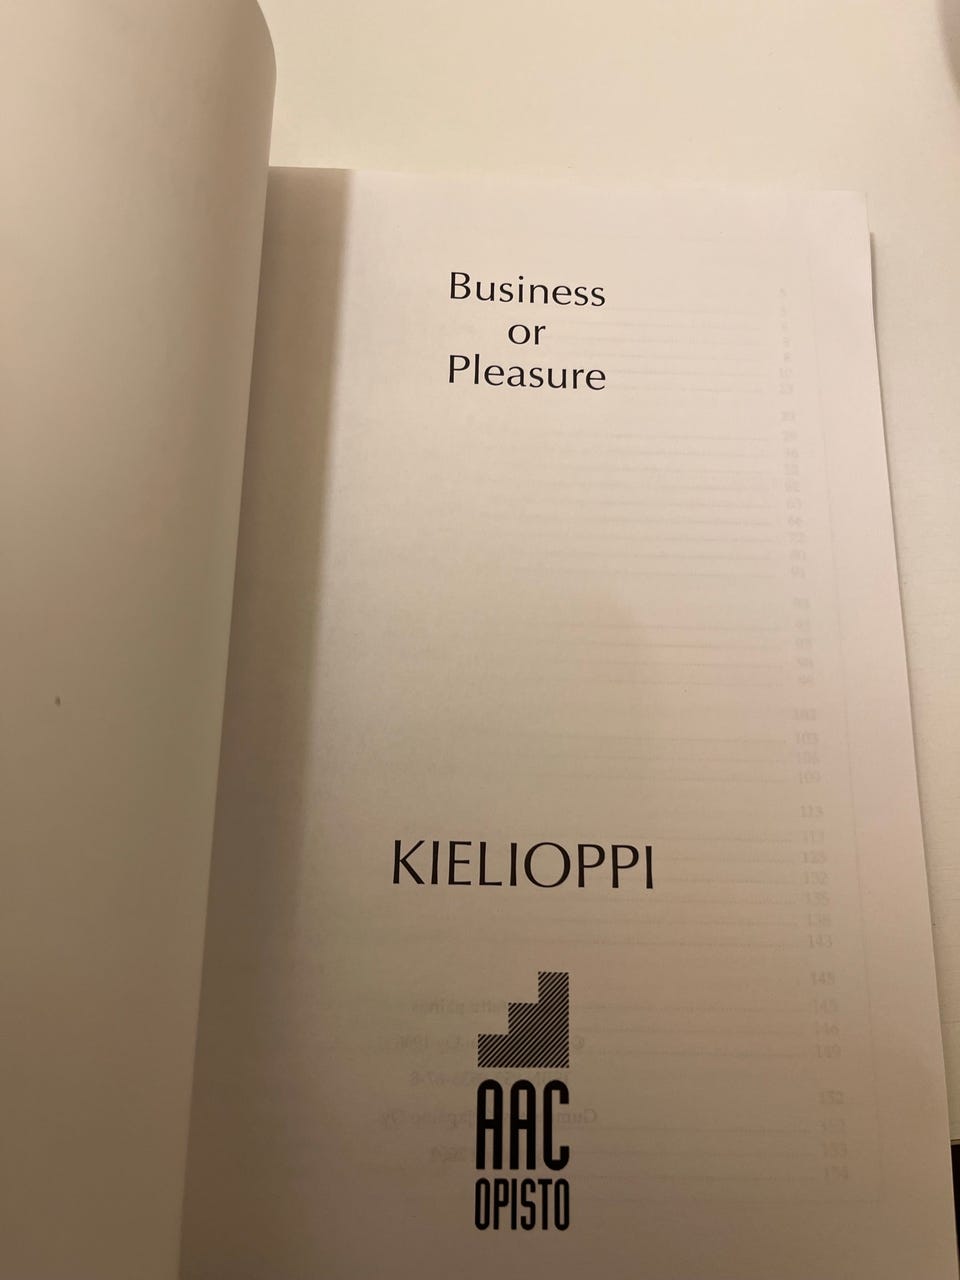 Business
or
Pleasure
KIELIOPPI
AAC
OPISTO